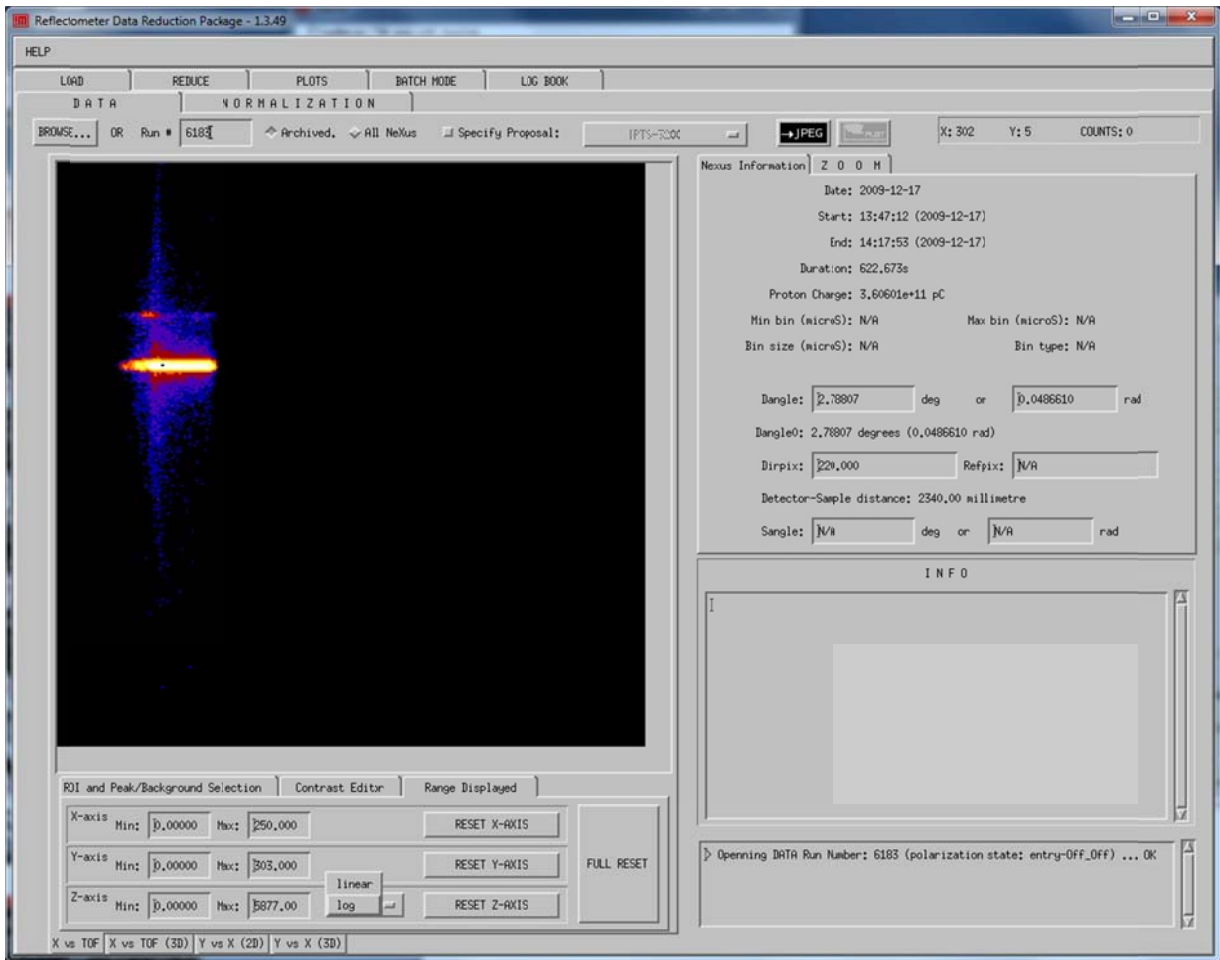 Reflectometer Data Reduction Package - 1.3.49
HELP
LOAD REDUCE PLOTS BATCH MODE LOG BOOK
D A T A N O R M A L I Z A T I O N
BROWSE... OR Run # 6183 Archived. All NeXus Specify Proposal: →JPEG X: 302 Y: 5 COUNTS: 0
Nexus Information Z O O M
Date: 2009-12-17
Start: 13:47:12 (2009-12-17)
End: 14:17:53 (2009-12-17)
Duration: 622.673s
Proton Charge: 3.60601e+11 pC
Min bin (microS): N/A Max bin (microS): N/A
Bin size (microS): N/A Bin type: N/A
Dangle: 2.78807 deg or 0.0486610 rad
Dangle0: 2.78807 degrees (0.0486610 rad)
Dirpix: 220.000 Refpix: N/A
Detector-Sample distance: 2340.00 millimetre
Sangle: N/A deg or N/A rad
I N F O
ROI and Peak/Background Selection Contrast Editor Range Displayed
X-axis Min: 0.00000 Max: 250.000 RESET X-AXIS
Y-axis Min: 0.00000 Max: 303.000 RESET Y-AXIS
FULL RESET
linear
Z-axis Min: 0.00000 Max: 5877.00 log RESET Z-AXIS
> Openning DATA Run Number: 6183 (polarization state: entry-Off_Off) ... OK
X vs TOF X vs TOF (3D) Y vs X (2D) Y vs X (3D)